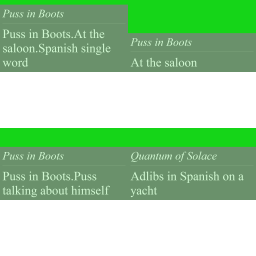 Puss in Boots
Puss in Boots.At the
saloon.Spanish single
word
Puss in Boots
At the saloon
Puss in Boots
Puss in Boots.Puss
talking about himself
Quantum of Solace
Adlibs in Spanish on a
yacht